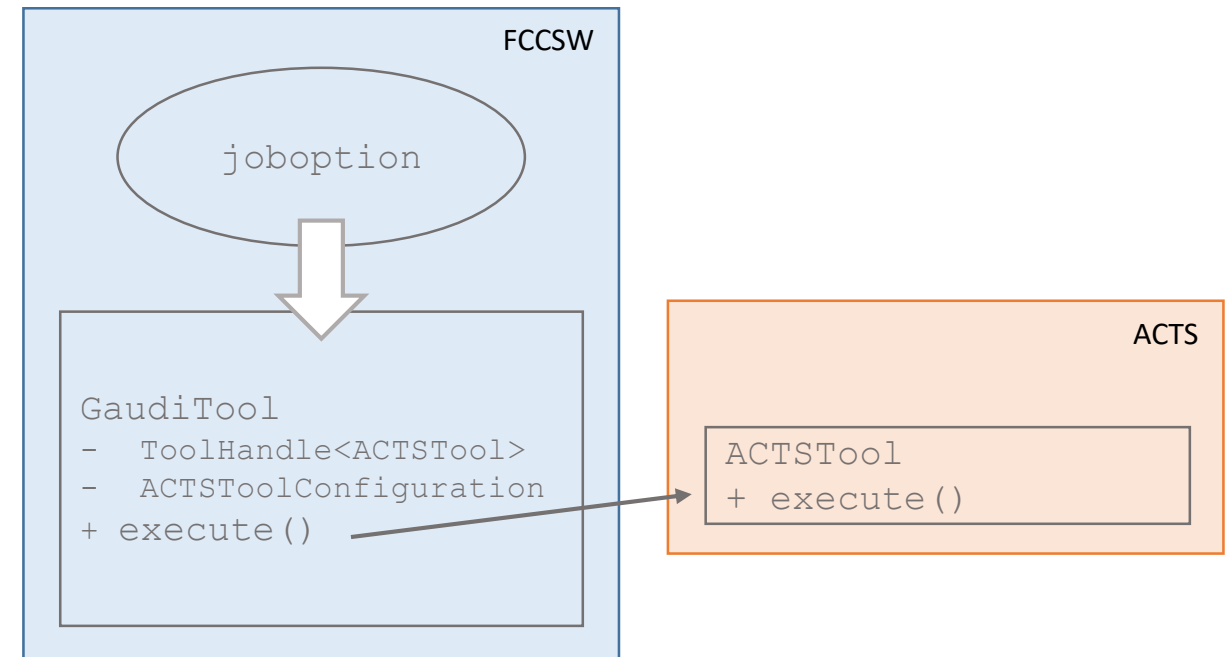 FCCSW
joboption
GaudiTool
- ToolHandle<ACTSTool>
- ACTSToolConfiguration
+ execute()
ACTS
ACTSTool
+ execute()